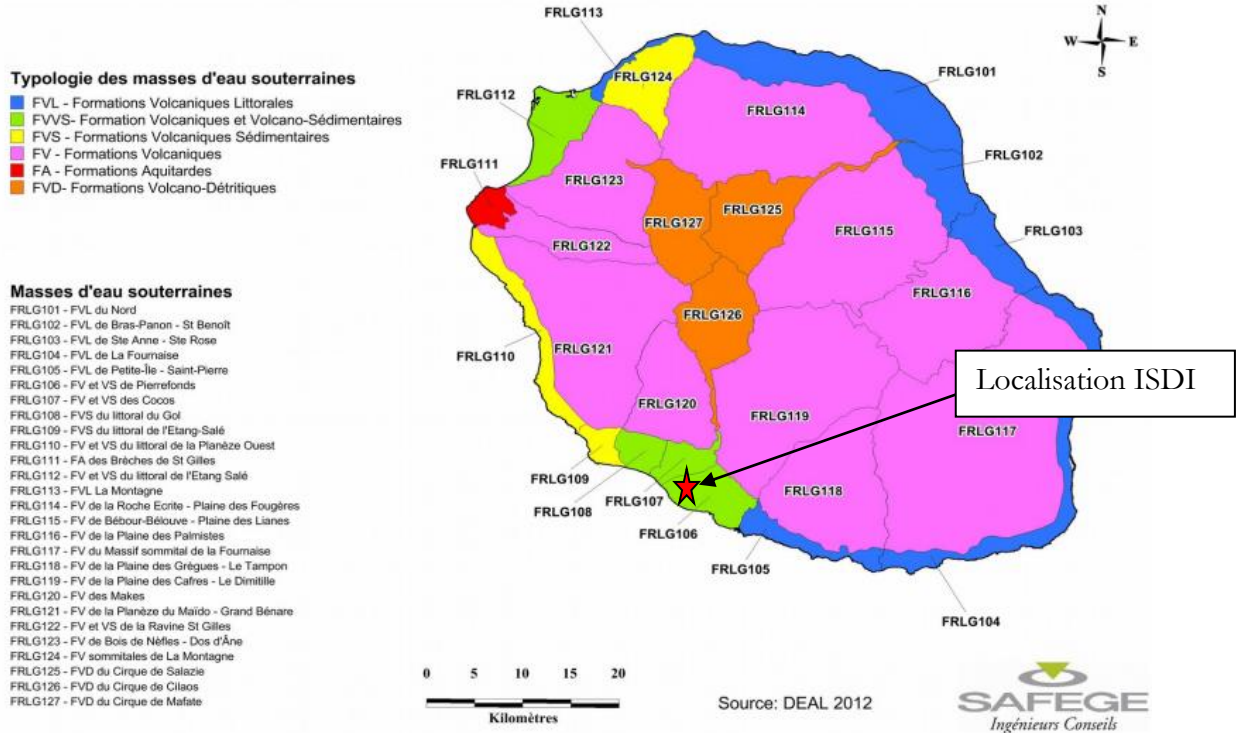 Typologie des masses d'eau souterraines
FVL - Formations Volcaniques Littorales
FVVS- Formation Volcaniques et Volcano-Sédimentaires
FVS - Formations Volcaniques Sédimentaires
FV - Formations Volcaniques
FA - Formations Aquitardes
FVD- Formations Volcano-Détritiques
Masses d'eau souterraines
FRLG101 - FVL du Nord
FRLG102 - FVL de Bras-Panon - St Benoît
FRLG103 - FVL de Ste Anne - Ste Rose
FRLG104 - FVL de La Fournaise
FRLG105 - FVL de Petite-Île - Saint-Pierre
FRLG106 - FV et VS de Pierrefonds
FRLG107 - FV et VS des Cocos
FRLG108 - FVS du littoral du Gol
FRLG109 - FVS du littoral de l'Etang-Salé
FRLG110 - FV et VS du littoral de la Planèze Ouest
FRLG111 - FA des Brèches de St Gilles
FRLG112 - FV et VS du littoral de l'Etang Salé
FRLG113 - FVL La Montagne
FRLG114 - FV de la Roche Ecrite - Plaine des Fougères
FRLG115 - FV de Bébour-Bélouve - Plaine des Lianes
FRLG116 - FV de la Plaine des Palmistes
FRLG117 - FV du Massif sommital de la Fournaise
FRLG118 - FV de la Plaine des Grègues - Le Tampon
FRLG119 - FV de la Plaine des Cafres - Le Dimitille
FRLG120 - FV des Makes
FRLG121 - FV de la Planèze du Maïdo - Grand Bénare
FRLG122 - FV et VS de la Ravine St Gilles
FRLG123 - FV de Bois de Nèfles - Dos d'Âne
FRLG124 - FV sommitales de La Montagne
FRLG125 - FVD du Cirque de Salazie
FRLG126 - FVD du Cirque de Cilaos
FRLG127 - FVD du Cirque de Mafate
FRLG113
N
W
E
S
FRLG101
FRLG124
FRLG112
FRLG114
FRLG102
FRLG111
FRLG123
FRLG127
FRLG125
FRLG115
FRLG103
FRLG122
FRLG116
FRLG126
FRLG110
FRLG121
Localisation ISDI
FRLG120
FRLG119
FRLG117
FRLG109
FRLG107
FRLG118
FRLG108
FRLG106
FRLG105
FRLG104
0 5 10 15 20
Kilomètres
Source: DEAL 2012
SAFEGE
Ingénieurs Conseils